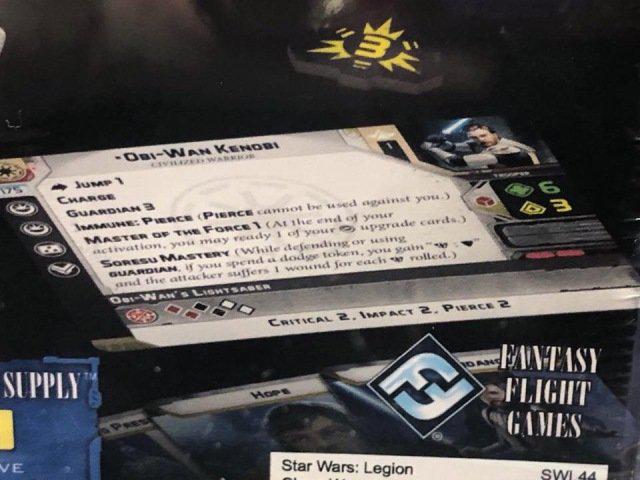 3
• Obi-Wan Kenobi
CIVILIZED WARRIOR
1
175
TROOPER
Jump 1
Charge
Guardian 3
Immune: Pierce (Pierce cannot be used against you.)
Master of the Force 1 (At the end of your
activation, you may ready 1 of your upgrade cards.)
Soresu Mastery (While defending or using
Guardian, if you spend a dodge token, you gain " : "
and the attacker suffers 1 wound for each rolled.)
6
3
Obi-Wan's Lightsaber
Critical 2, Impact 2, Pierce 2
SUPPLY™
FANTASY
FLIGHT
GAMES
®
Hope
Star Wars: Legion
SWL44